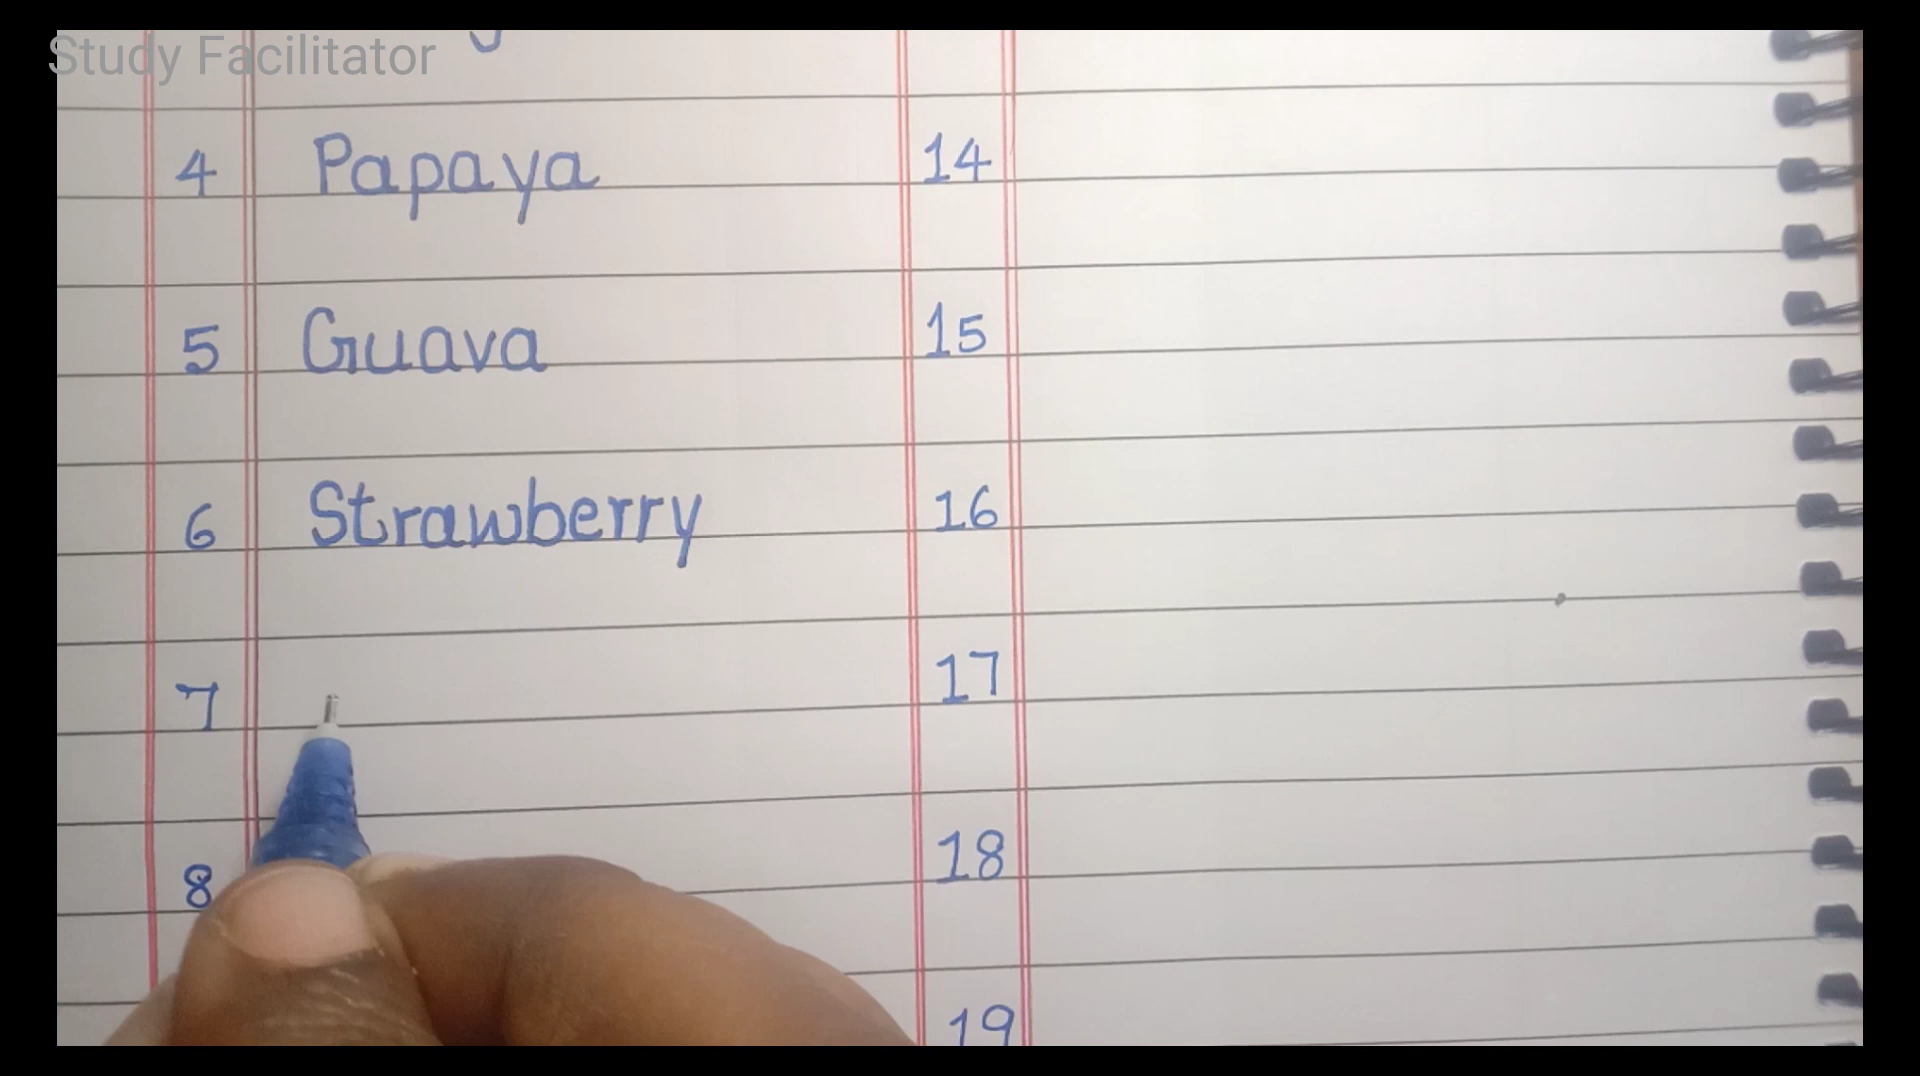 Study Facilitator
4 Papaya 14
5 Guava 15
6 Strawberry 16
7 17
8 18
19